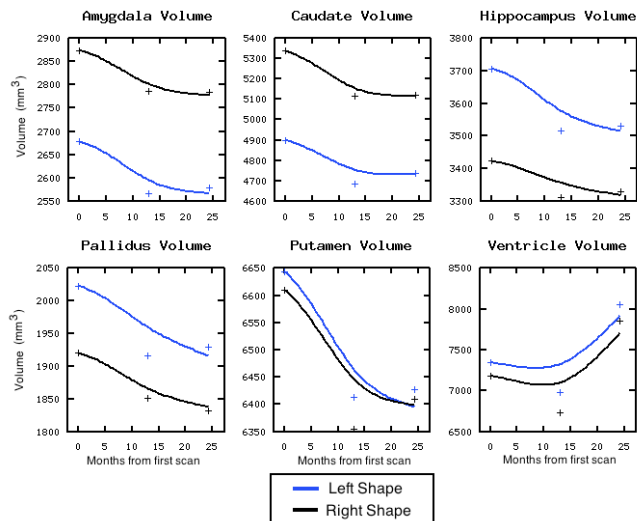 Amygdala Volume
Caudate Volume
Hippocampus Volume
Volume (mm3)
2900
2850
2800
2750
2700
2650
2600
2550
0 5 10 15 20 25
5400
5300
5200
5100
5000
4900
4800
4700
4600
0 5 10 15 20 25
3800
3700
3600
3500
3400
3300
0 5 10 15 20 25
Pallidus Volume
Putamen Volume
Ventricle Volume
Volume (mm3)
2050
2000
1950
1900
1850
1800
0 5 10 15 20 25
Months from first scan
6650
6600
6550
6500
6450
6400
6350
0 5 10 15 20 25
Months from first scan
8500
8000
7500
7000
6500
0 5 10 15 20 25
Months from first scan
Left Shape
Right Shape